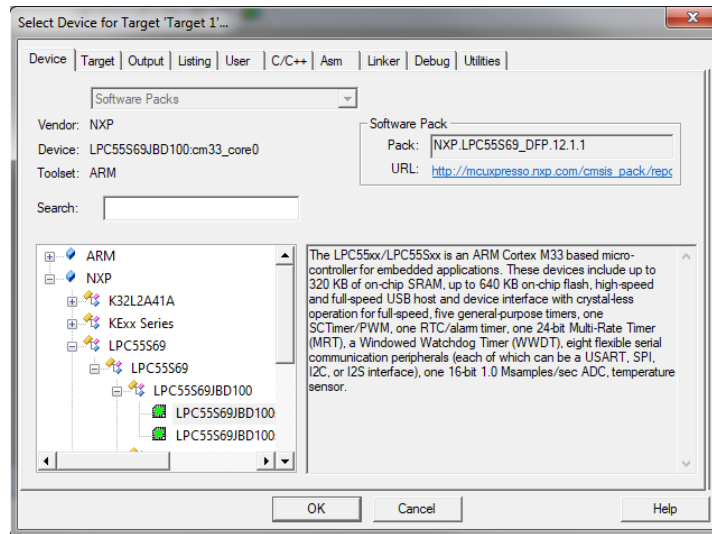 Select Device for Target 'Target 1'...
Device Target Output Listing User C/C++ Asm Linker Debug Utilities
Software Packs
Vendor: NXP
Device: LPC55S69JBD100:cm33_core0
Toolset: ARM
Software Pack
Pack: NXP.LPC55S69_DFP.12.1.1
URL: http://mcuxpresso.nxp.com/cmsis_pack/repo
Search:
ARM
NXP
K32L2A41A
KExx Series
LPC55S69
LPC55S69
LPC55S69JBD100
LPC55S69JBD100:
LPC55S69JBD100:
The LPC55xx/LPC55Sxx is an ARM Cortex M33 based micro-
controller for embedded applications. These devices include up to
320 KB of on-chip SRAM, up to 640 KB on-chip flash, high-speed
and full-speed USB host and device interface with crystal-less
operation for full-speed, five general-purpose timers, one
SCTimer/PWM, one RTC/alarm timer, one 24-bit Multi-Rate Timer
(MRT), a Windowed Watchdog Timer (WWDT), eight flexible serial
communication peripherals (each of which can be a USART, SPI,
I2C, or I2S interface), one 16-bit 1.0 Msamples/sec ADC, temperature
sensor.
OK Cancel Help